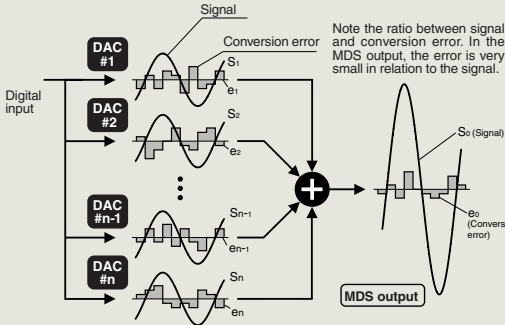 Signal
Note the ratio between signal
and conversion error. In the
MDS output, the error is very
small in relation to the signal.
Conversion error
DAC
#1
S1
e1
Digital
input
DAC
#2
S2
e2
S0 (Signal)
DAC
#n-1
Sn-1
en-1
e0
(Convers
error)
DAC
#n
Sn
en
MDS output